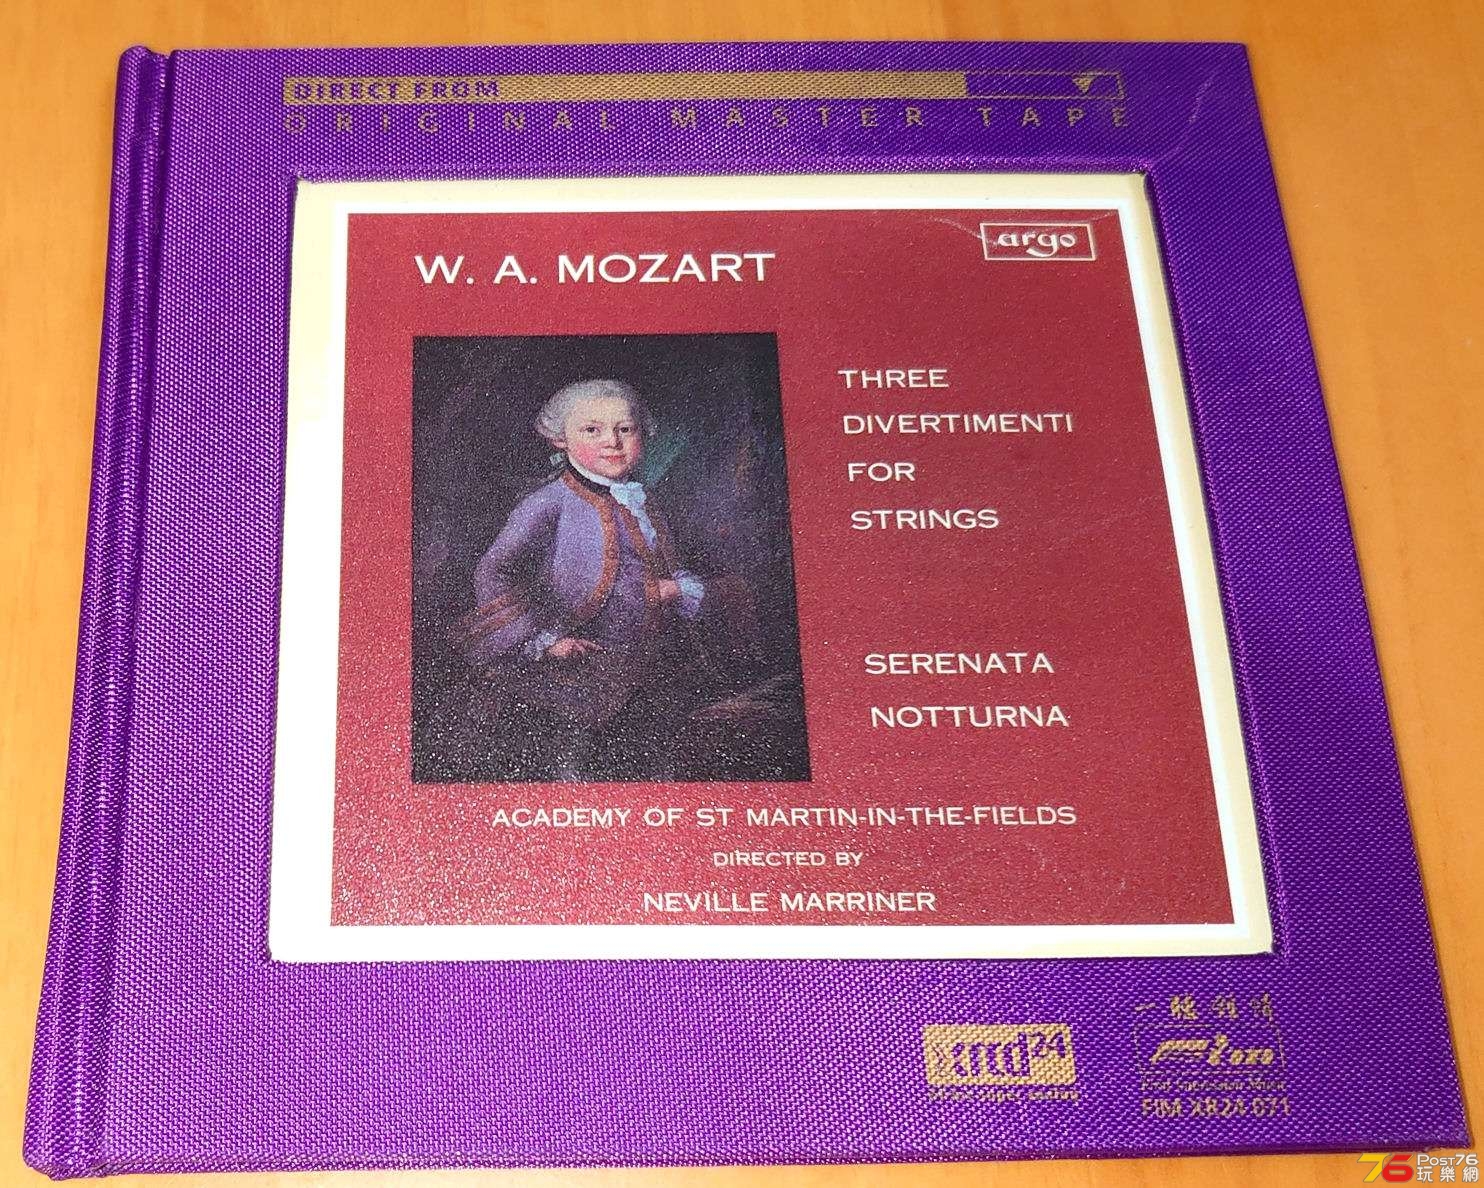 DIRECT FROM
ORIGINAL MASTER TAPE
argo
W. A. MOZART
THREE
DIVERTIMENTI
FOR
STRINGS
SERENATA
NOTTURNA
ACADEMY OF ST MARTIN-IN-THE-FIELDS
DIRECTED BY
NEVILLE MARRINER
xrcd24
FIM XR24 071
76 Post76
玩樂網